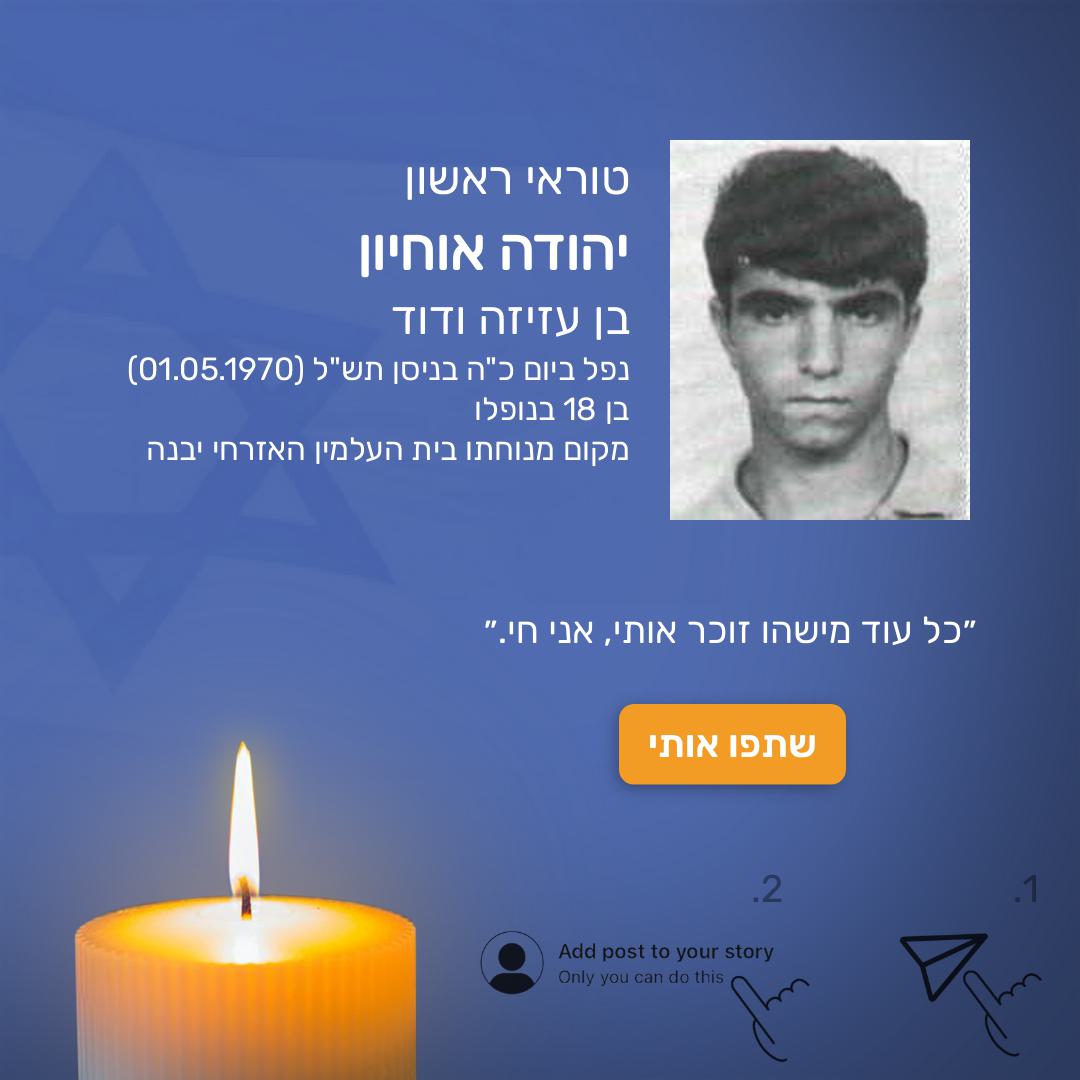 טוראי ראשון
יהודה אוחיון
בן עזיזה ודוד
נפל ביום כ"ה בניסן תש"ל (01.05.1970)
בן 18 בנופלו
מקום מנוחתו בית העלמין האזרחי יבנה
"כל עוד מישהו זוכר אותי, אני חי."
שתפו אותי
1.
2.
Add post to your story
Only you can do this